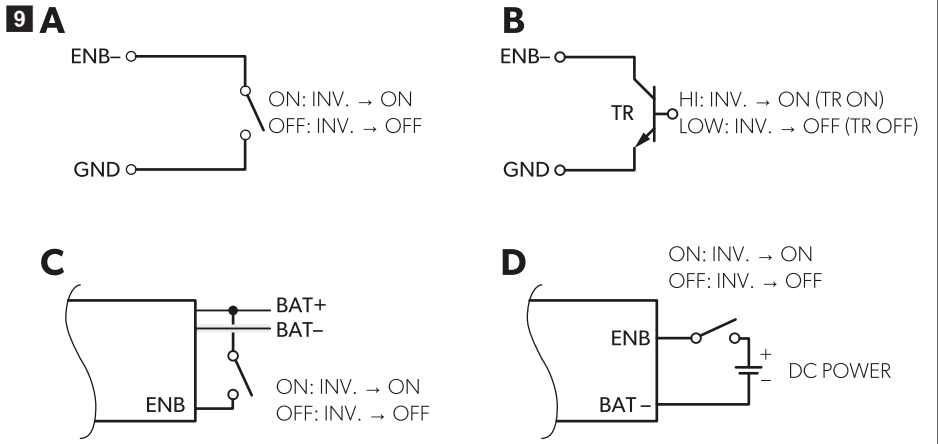 9 A
ENB–
ON: INV. → ON
OFF: INV. → OFF
GND
B
ENB–
TR
HI: INV. → ON (TR ON)
LOW: INV. → OFF (TR OFF)
GND
C
BAT+
BAT–
ENB
ON: INV. → ON
OFF: INV. → OFF
D
ON: INV. → ON
OFF: INV. → OFF
ENB
+
–
DC POWER
BAT –